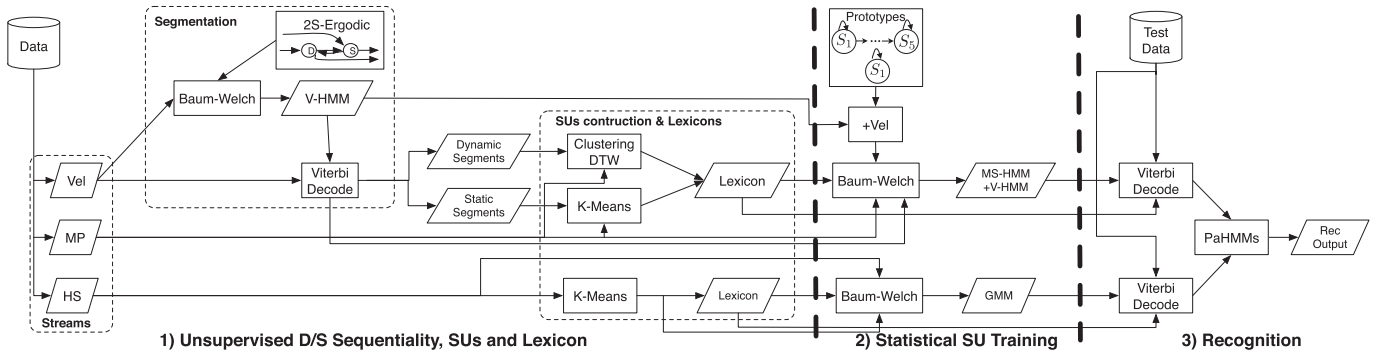 Data
Segmentation
2S-Ergodic
D
S
Baum-Welch
V-HMM
Viterbi
Decode
Vel
MP
HS
Streams
Dynamic
Segments
Static
Segments
SUs contruction & Lexicons
Clustering
DTW
K-Means
Lexicon
K-Means
Lexicon
1) Unsupervised D/S Sequentiality, SUs and Lexicon
Prototypes
S1
S5
S1
+Vel
Baum-Welch
MS-HMM
+V-HMM
Baum-Welch
GMM
2) Statistical SU Training
Test
Data
Viterbi
Decode
PaHMMs
Rec
Output
Viterbi
Decode
3) Recognition